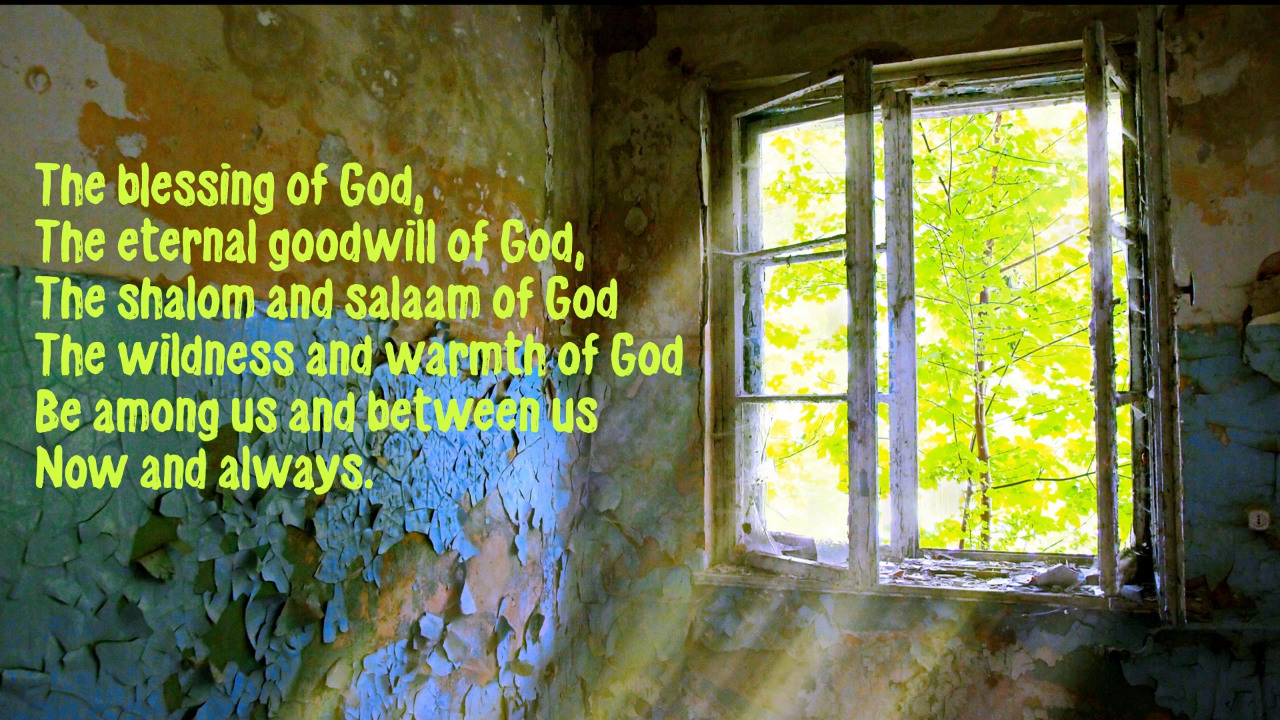 The blessing of God,
The eternal goodwill of God,
The shalom and salaam of God
The wildness and warmth of God
Be among us and between us
Now and always.